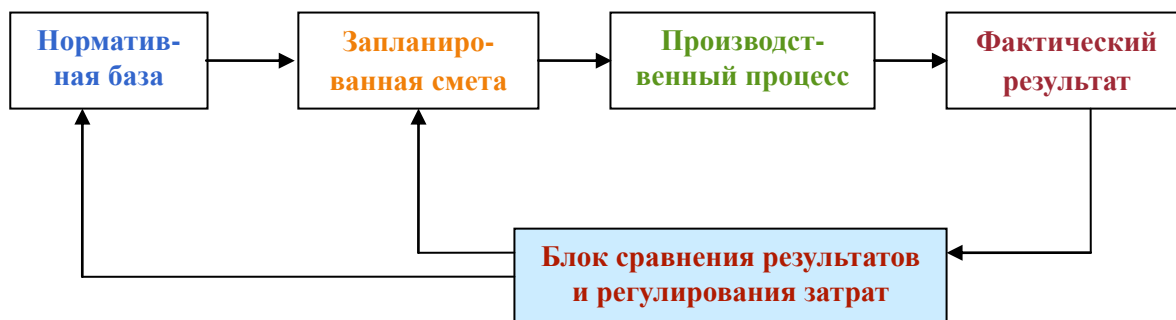 Норматив-
ная база
Запланиро-
ванная смета
Производст-
венный процесс
Фактический
результат
Блок сравнения результатов
и регулирования затрат